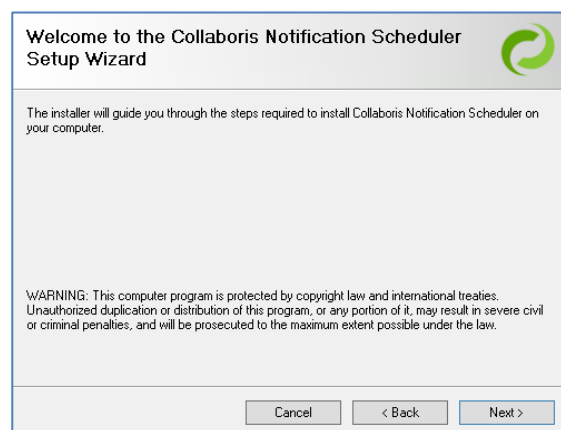 Welcome to the Collaboris Notification Scheduler
Setup Wizard
The installer will guide you through the steps required to install Collaboris Notification Scheduler on
your computer.
WARNING: This computer program is protected by copyright law and international treaties.
Unauthorized duplication or distribution of this program, or any portion of it, may result in severe civil
or criminal penalties, and will be prosecuted to the maximum extent possible under the law.
Cancel < Back Next >